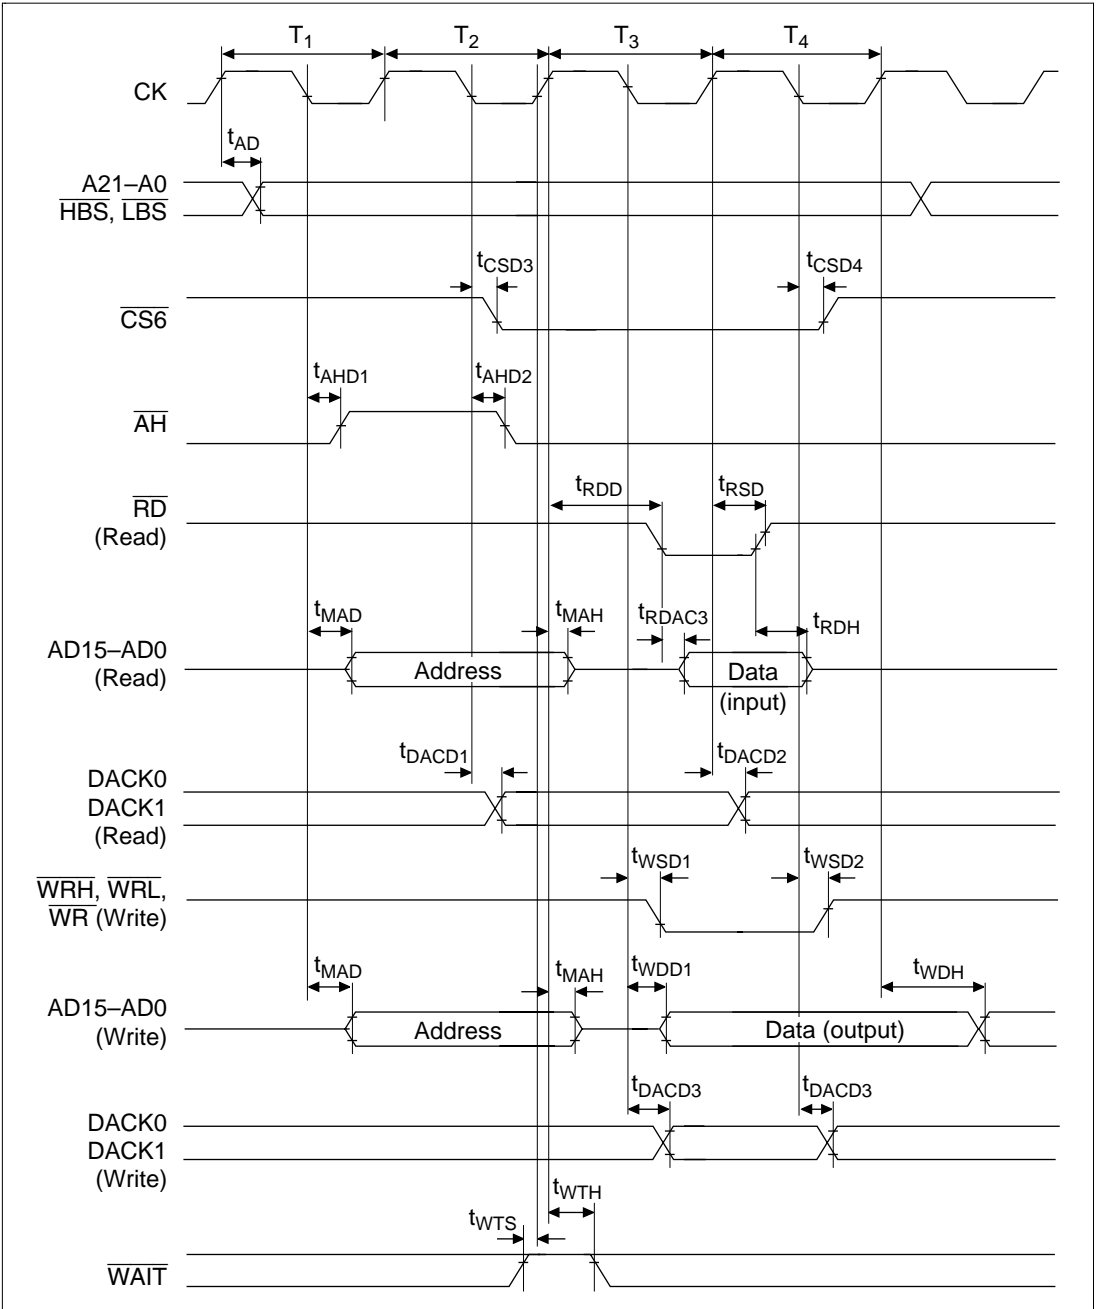 T1 T2 T3 T4
CK
tAD
A21–A0
HBS, LBS
tCSD3 tCSD4
CS6
tAHD1 tAHD2
AH
tRDD tRSD
RD
(Read)
tMAD tMAH tRDAC3 tRDH
AD15–AD0
(Read)
Address Data
(input)
tDACD1 tDACD2
DACK0
DACK1
(Read)
tWSD1 tWSD2
WRH, WRL,
WR (Write)
tMAD tMAH tWDD1 tWDH
AD15–AD0
(Write)
Address Data (output)
tDACD3 tDACD3
DACK0
DACK1
(Write)
tWTH
tWTS
WAIT